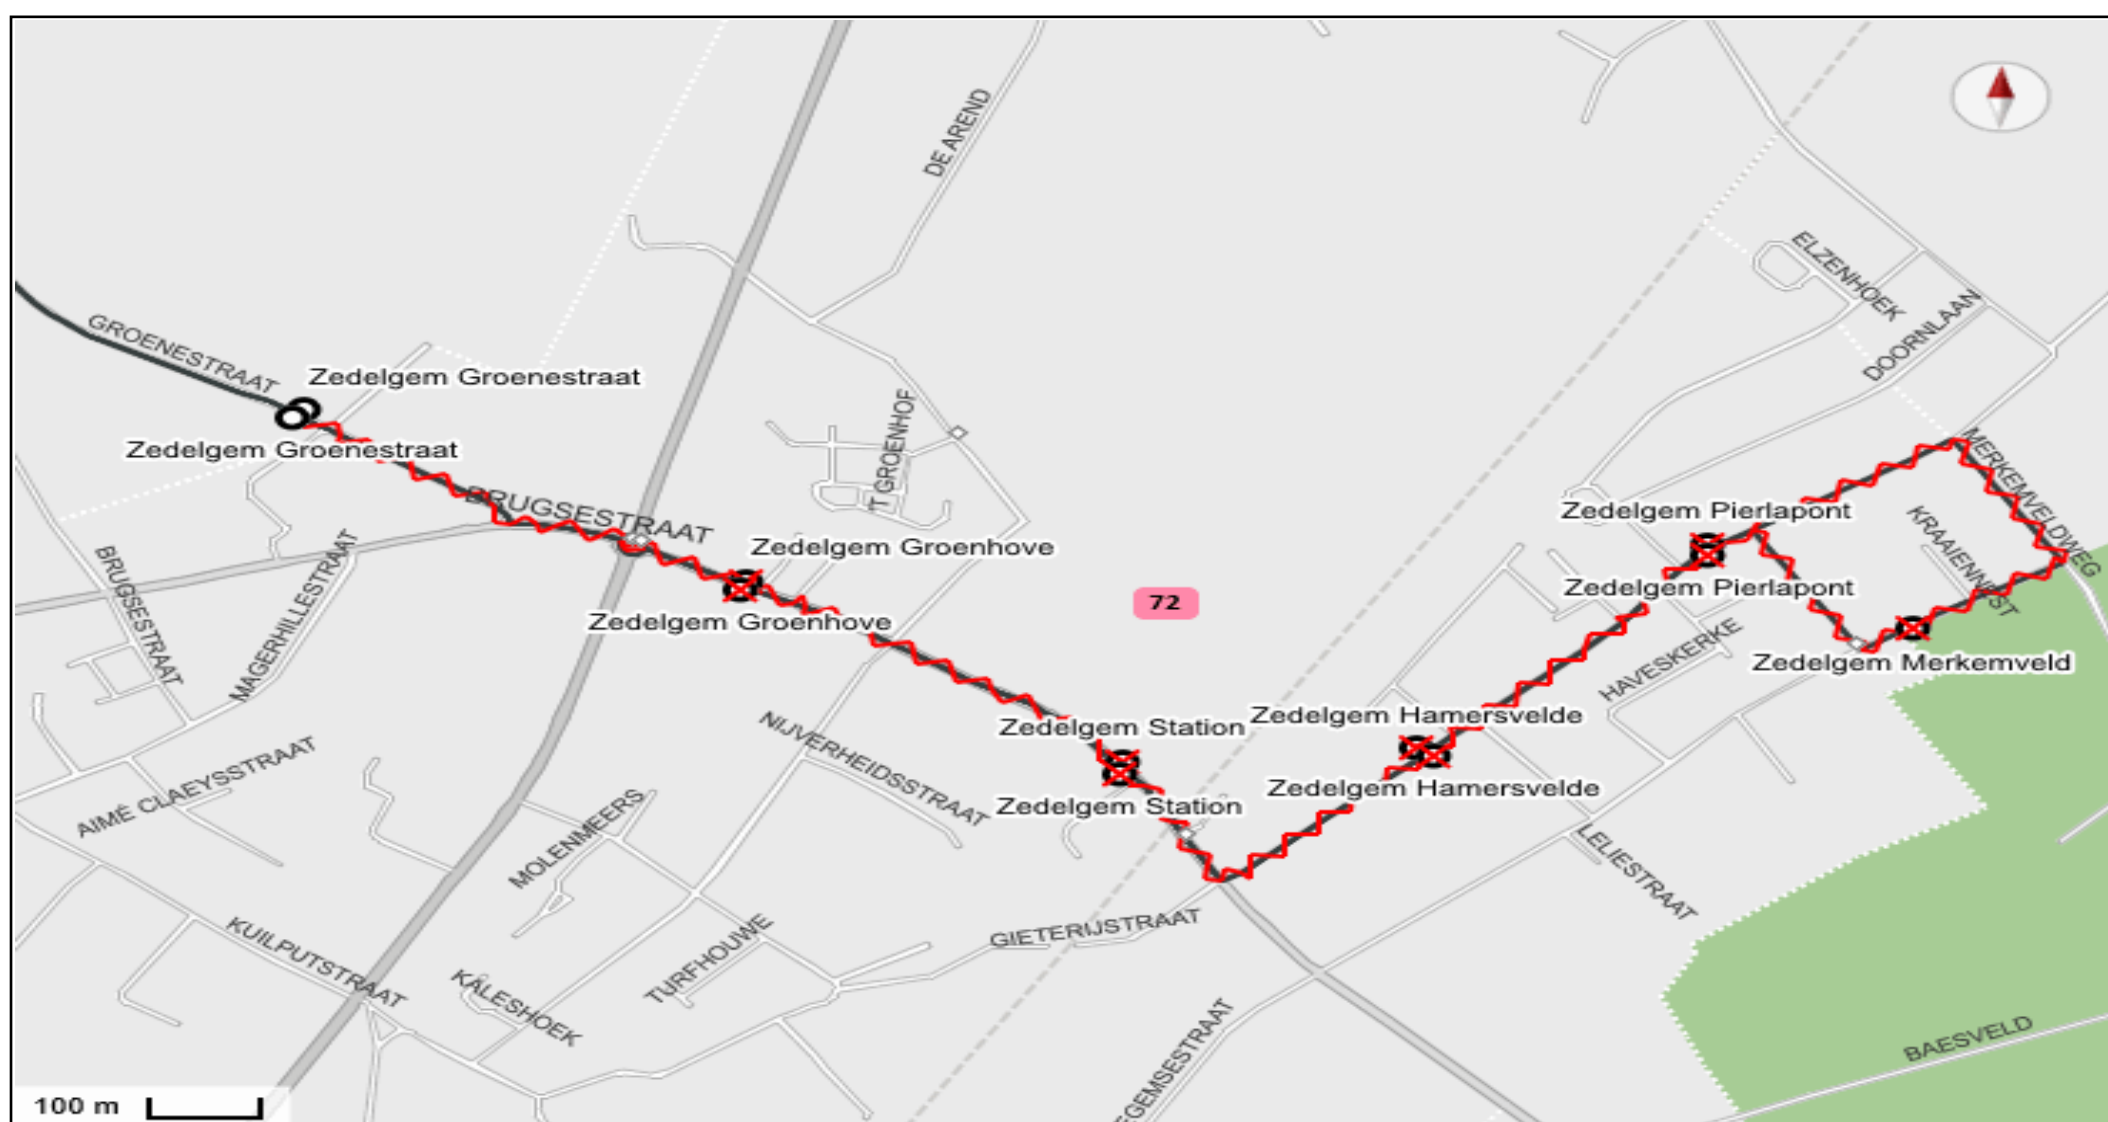 DE AREND
ELZENHOEK
DOORNLAAN
GROENESTRAAT
Zedelgem Groenestraat
Zedelgem Groenestraat
'T GROENHOF
MERKEMVELDWEG
BRUGSESTRAAT
Zedelgem Pierlapont
KRAAIENNEST
Zedelgem Groenhove
BRUGSESTRAAT
MAGERHILLESTRAAT
Zedelgem Pierlapont
72
Zedelgem Groenhove
HAVESKERKE
Zedelgem Merkemveld
Zedelgem Station
Zedelgem Hamersvelde
NIJVERHEIDSSTRAAT
AIMÉ CLAEYSSTRAAT
Zedelgem Hamersvelde
Zedelgem Station
MOLENMEERS
LELIESTRAAT
GIETERIJSTRAAT
KUILPUTSTRAAT
TURFHOUWE
KALESHOEK
EGEMSESTRAAT
BAESVELD
100 m